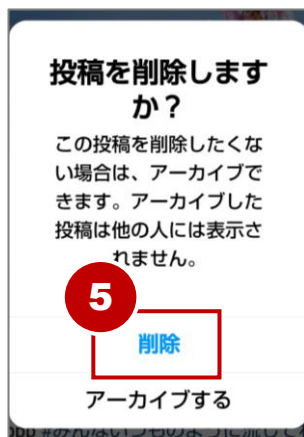 投稿を削除します
か？
この投稿を削除したくな
い場合は、アーカイブで
きます。アーカイブした
投稿は他の人には表示さ
れません。
5
削除
アーカイブする